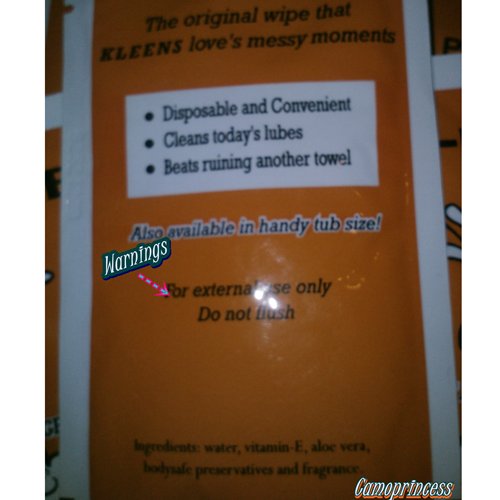 The original wipe that
KLEENS love's messy moments
• Disposable and Convenient
• Cleans today's lubes
• Beats ruining another towel
Also available in handy tub size!
Warnings
For external use only
Do not flush
Ingredients: water, vitamin-E, aloe vera,
bodysafe preservatives and fragrance.
Camoprincess